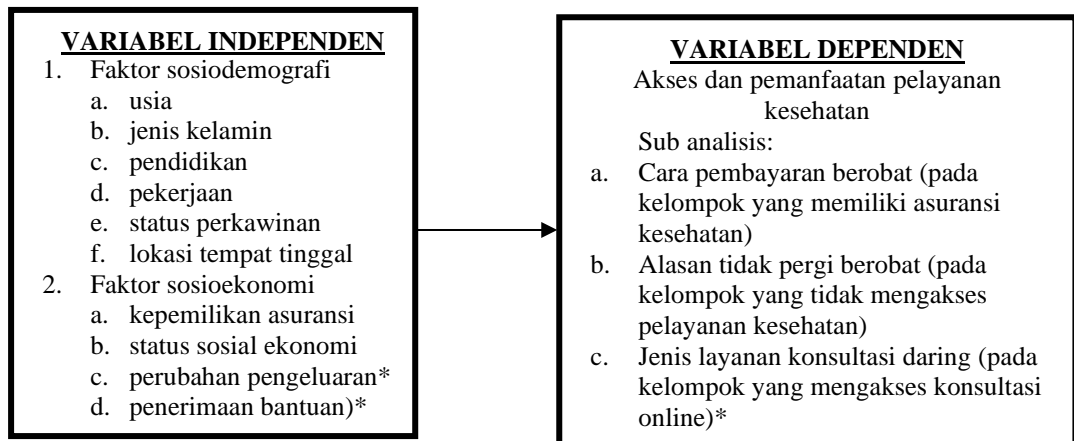 VARIABEL INDEPENDEN
1. Faktor sosiodemografi
a. usia
b. jenis kelamin
c. pendidikan
d. pekerjaan
e. status perkawinan
f. lokasi tempat tinggal
2. Faktor sosioekonomi
a. kepemilikan asuransi
b. status sosial ekonomi
c. perubahan pengeluaran*
d. penerimaan bantuan)*
VARIABEL DEPENDEN
Akses dan pemanfaatan pelayanan
kesehatan
Sub analisis:
a. Cara pembayaran berobat (pada
kelompok yang memiliki asuransi
kesehatan)
b. Alasan tidak pergi berobat (pada
kelompok yang tidak mengakses
pelayanan kesehatan)
c. Jenis layanan konsultasi daring (pada
kelompok yang mengakses konsultasi
online)*